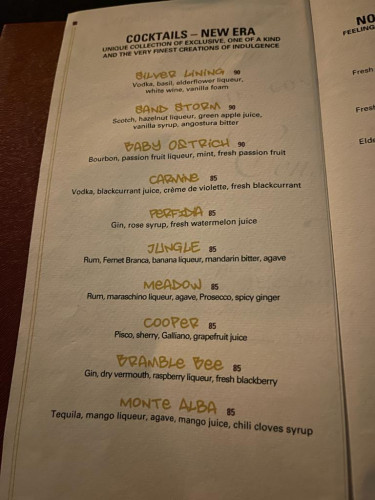 COCKTAILS – NEW ERA
UNIQUE COLLECTION OF EXCLUSIVE, ONE OF A KIND
AND THE VERY FINEST CREATIONS OF INDULGENCE
SILVER LINING 90
Vodka, basil, elderflower liqueur,
white wine, vanilla foam
SAND STORM 90
Scotch, hazelnut liqueur, green apple juice,
vanilla syrup, angostura bitter
BABY OSTRICH 90
Bourbon, passion fruit liqueur, mint, fresh passion fruit
CARMINE 85
Vodka, blackcurrant juice, créme de violette, fresh blackcurrant
PERFIDIA 85
Gin, rose syrup, fresh watermelon juice
JUNGLE 85
Rum, Fernet Branca, banana liqueur, mandarin bitter, agave
MEADOW 85
Rum, maraschino liqueur, agave, Prosecco, spicy ginger
COOPER 85
Pisco, sherry, Galliano, grapefruit juice
BRAMBLE BEE 85
Gin, dry vermouth, raspberry liqueur, fresh blackberry
MONTE ALBA 85
Tequila, mango liqueur, agave, mango juice, chili cloves syrup
NO
FEELING
Fresh
Fresh
Elde